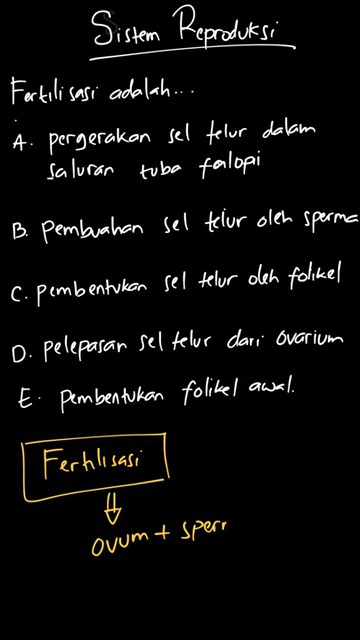 Sistem Reproduksi
Fertilisasi adalah...
A. pergerakan sel telur dalam
saluran tuba falopi
B. pembuahan sel telur oleh sperma
C. pembentukan sel telur oleh folikel
D. pelepasan sel telur dari ovarium
E. pembentukan folikel awal.
Fertilisasi
ovum + sper